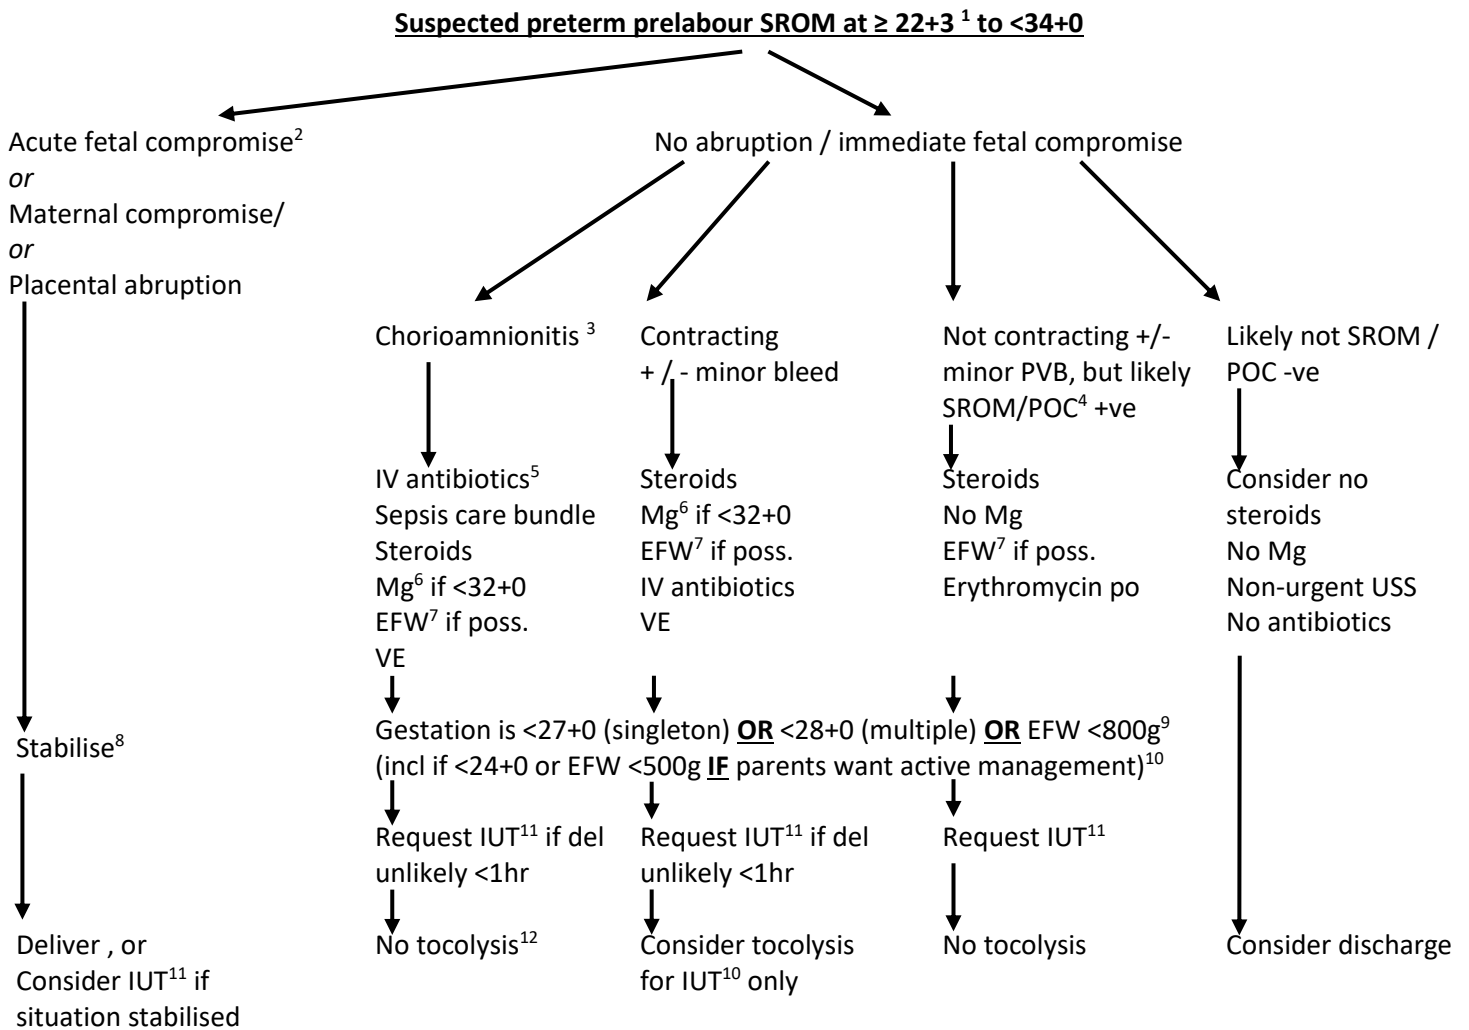 Suspected preterm prelabour SROM at ≥ 22+3 ¹ to <34+0
Acute fetal compromise²
or
Maternal compromise/
or
Placental abruption
No abruption / immediate fetal compromise
Chorioamnionitis ³
Contracting
+ / - minor bleed
Not contracting +/-
minor PVB, but likely
SROM/POC⁴ +ve
Likely not SROM /
POC -ve
IV antibiotics⁵
Sepsis care bundle
Steroids
Mg⁶ if <32+0
EFW⁷ if poss.
VE
Steroids
Mg⁶ if <32+0
EFW⁷ if poss.
IV antibiotics
VE
Steroids
No Mg
EFW⁷ if poss.
Erythromycin po
Consider no
steroids
No Mg
Non-urgent USS
No antibiotics
Stabilise⁸
Gestation is <27+0 (singleton) OR <28+0 (multiple) OR EFW <800g⁹
(incl if <24+0 or EFW <500g IF parents want active management)¹⁰
Request IUT¹¹ if del
unlikely <1hr
Request IUT¹¹ if del
unlikely <1hr
Request IUT¹¹
Deliver , or
Consider IUT¹¹ if
situation stabilised
No tocolysis¹²
Consider tocolysis
for IUT¹⁰ only
No tocolysis
Consider discharge